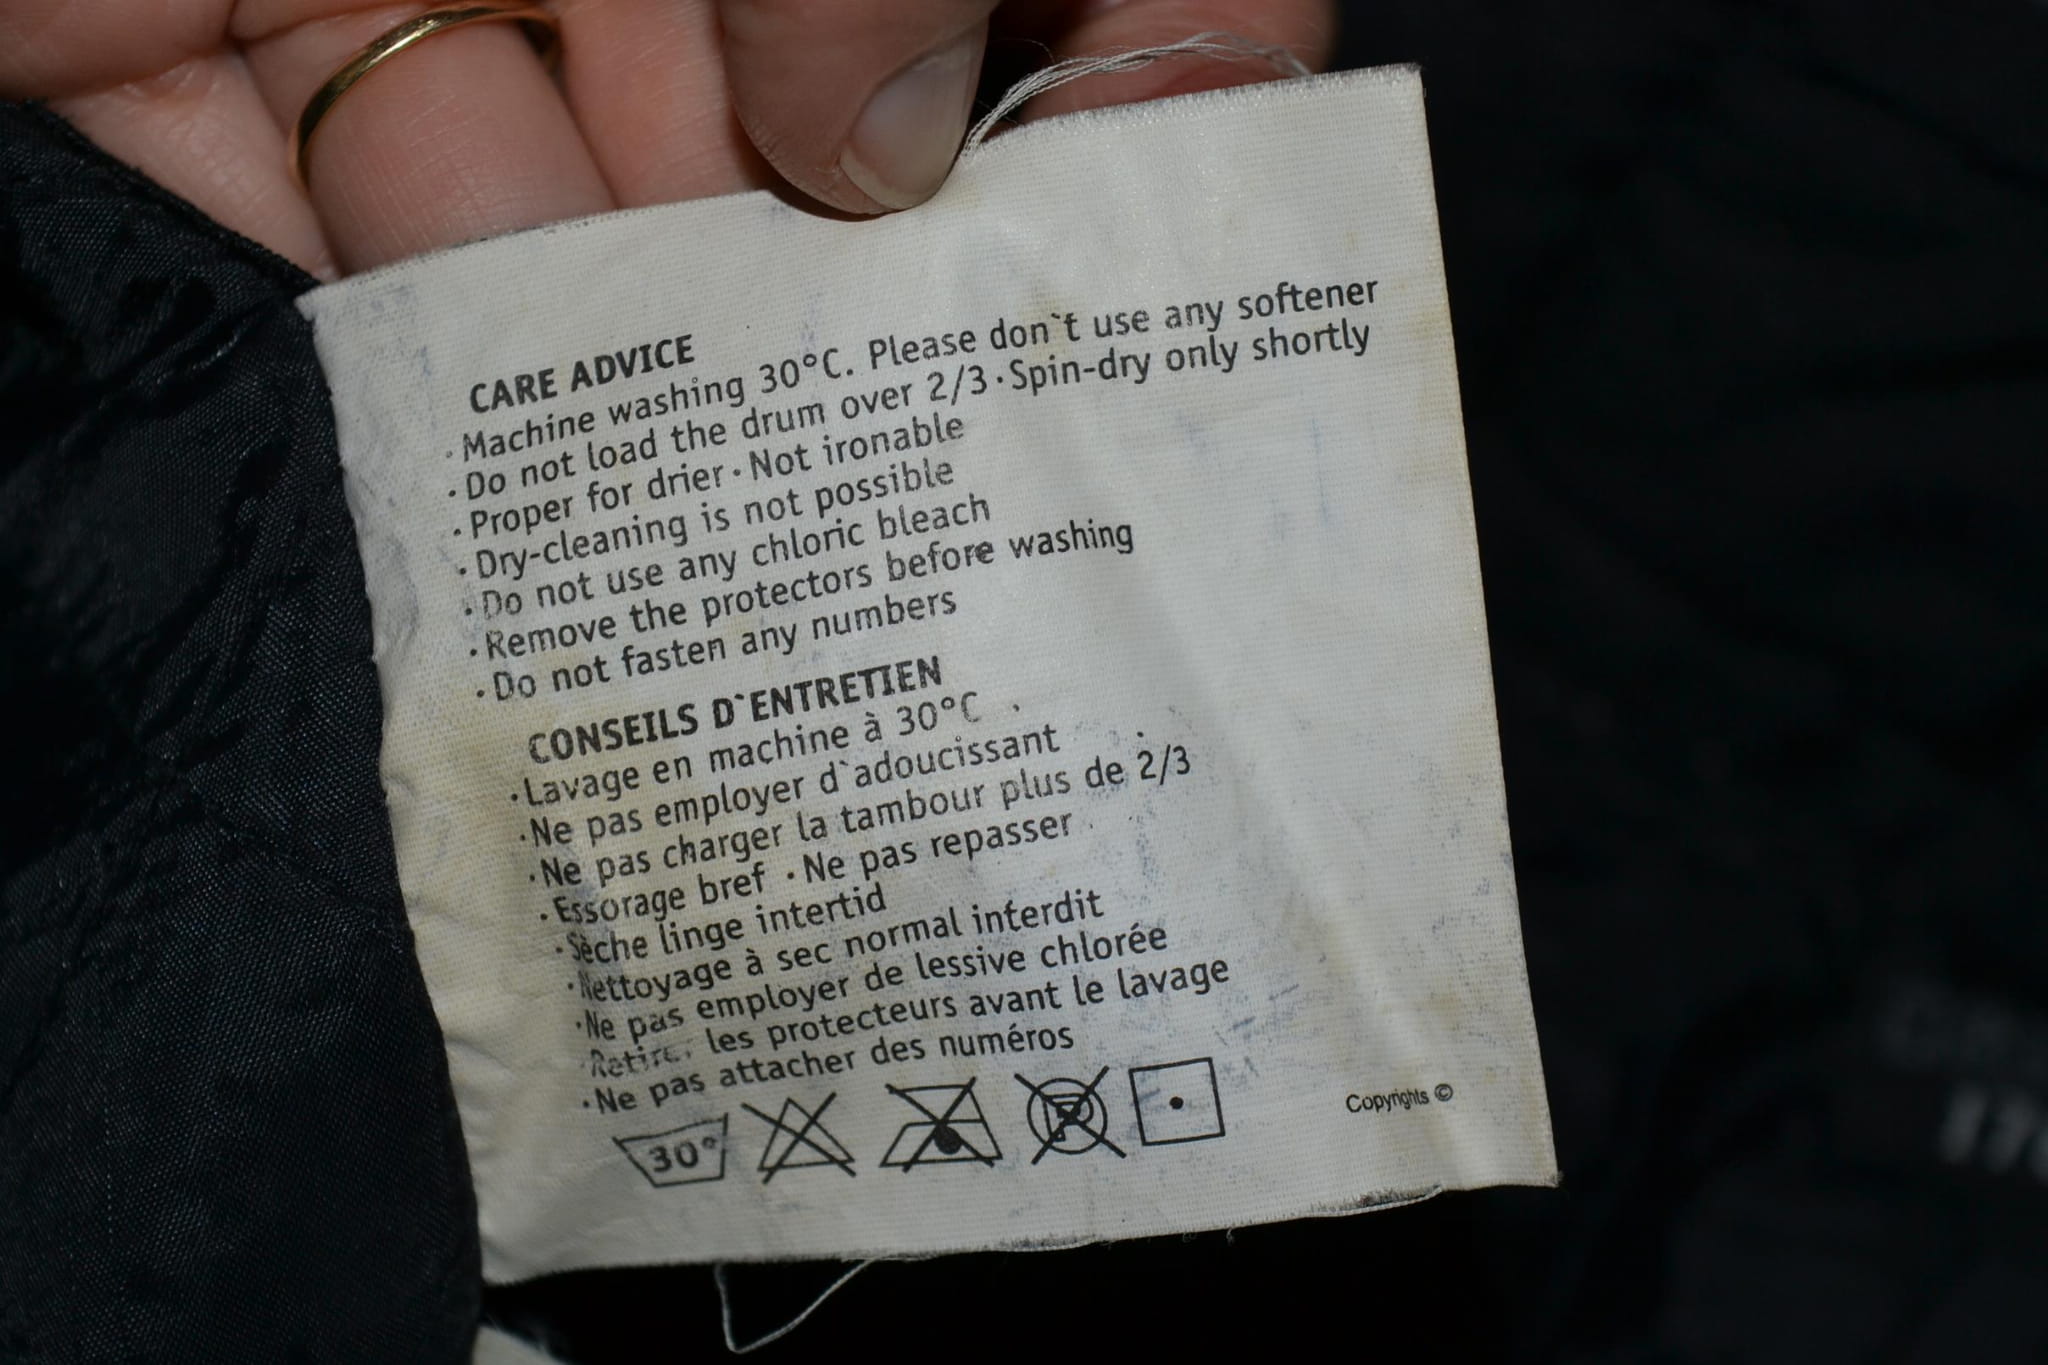 CARE ADVICE
·Machine washing 30°C. Please don`t use any softener
·Do not load the drum over 2/3·Spin-dry only shortly
·Proper for drier·Not ironable
·Dry-cleaning is not possible
·Do not use any chloric bleach
·Remove the protectors before washing
·Do not fasten any numbers
CONSEILS D`ENTRETIEN
·Lavage en machine à 30°C
·Ne pas employer d`adoucissant
·Ne pas charger la tambour plus de 2/3
·Essorage bref ·Ne pas repasser
·Sèche linge intertid
·Nettoyage à sec normal interdit
·Ne pas employer de lessive chlorée
Retirer les protecteurs avant le lavage
·Ne pas attacher des numéros
30° P
Copyrights ©